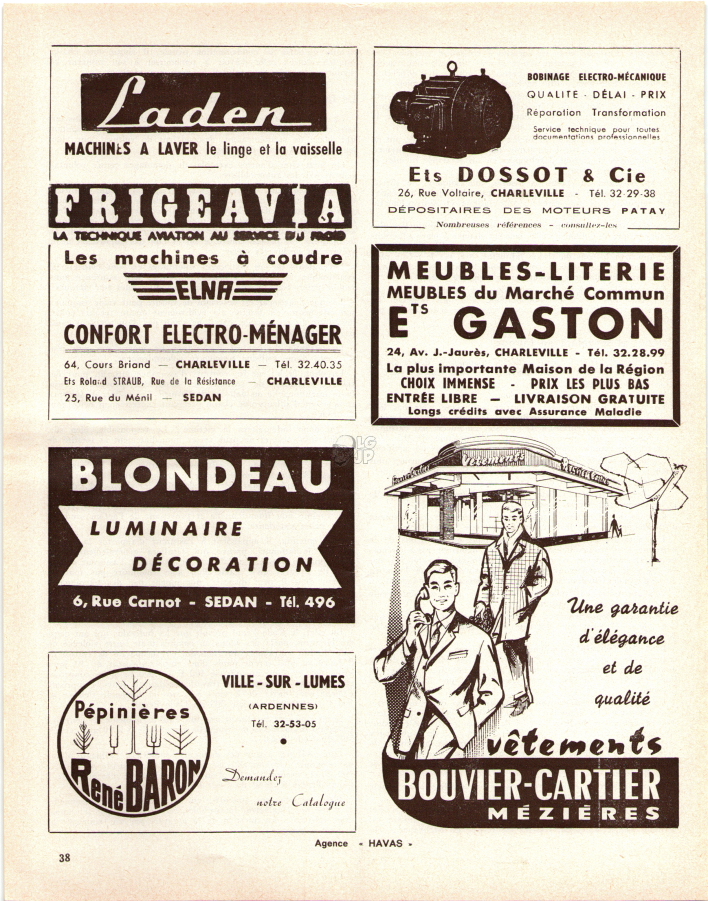 Laden
MACHINES A LAVER le linge et la vaisselle
FRIGEAVIA
LA TECHNIQUE AVIATION AU SERVICE DU FROID
Les machines à coudre
ELNA
CONFORT ELECTRO-MÉNAGER
64, Cours Briand — CHARLEVILLE — Tél. 32.40.35
Ets Roland STRAUB, Rue de la Résistance — CHARLEVILLE
25, Rue du Ménil — SEDAN
BOBINAGE ELECTRO-MÉCANIQUE
QUALITE - DÉLAI - PRIX
Réparation Transformation
Service technique pour toutes
documentations professionnelles
Ets DOSSOT & Cie
26, Rue Voltaire, CHARLEVILLE - Tél. 32-29-38
DÉPOSITAIRES DES MOTEURS PATAY
Nombreuses références - consultez-les
MEUBLES-LITERIE
MEUBLES du Marché Commun
ETS GASTON
24, Av. J.-Jaurès, CHARLEVILLE - Tél. 32.28.99
La plus importante Maison de la Région
CHOIX IMMENSE - PRIX LES PLUS BAS
ENTRÉE LIBRE — LIVRAISON GRATUITE
Longs crédits avec Assurance Maladie
BLONDEAU
LUMINAIRE
DÉCORATION
6, Rue Carnot - SEDAN - Tél. 496
LG
UP
Vêtements
Bouvier-Cartier
Une garantie
d'élégance
et de
qualité
vêtements
BOUVIER-CARTIER
MÉZIÈRES
Pépinières
René BARON
VILLE-SUR-LUMES
(ARDENNES)
Tél. 32-53-05
Demandez
notre Catalogue
Agence « HAVAS »
38